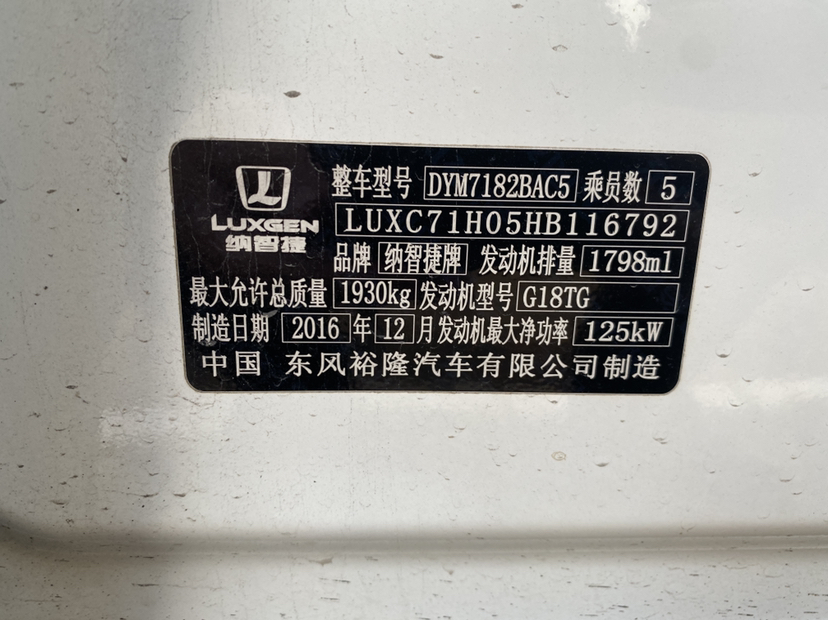 整车型号 DYM7182BAC5 乘员数 5
LUXGEN
纳智捷
LUXC71H05HB116792
品牌 纳智捷牌 发动机排量 1798ml
最大允许总质量 1930kg 发动机型号 G18TG
制造日期 2016 年 12 月 发动机最大净功率 125kW
中国 东风裕隆汽车有限公司制造